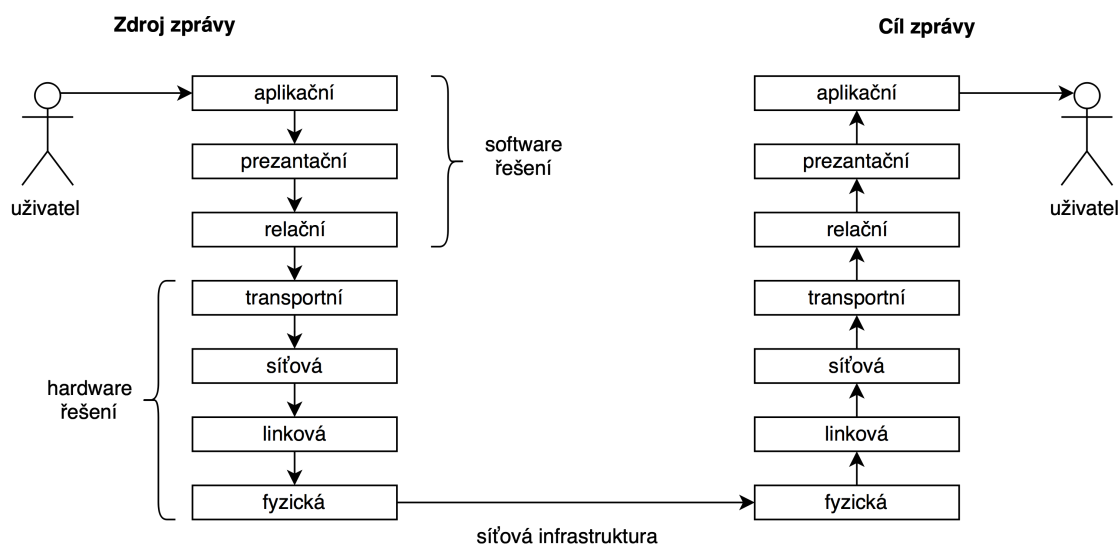 Zdroj zprávy
Cíl zprávy
aplikační
prezantační
relační
transportní
síťová
linková
fyzická
software
řešení
hardware
řešení
uživatel
síťová infrastruktura
aplikační
prezantační
relační
transportní
síťová
linková
fyzická
uživatel